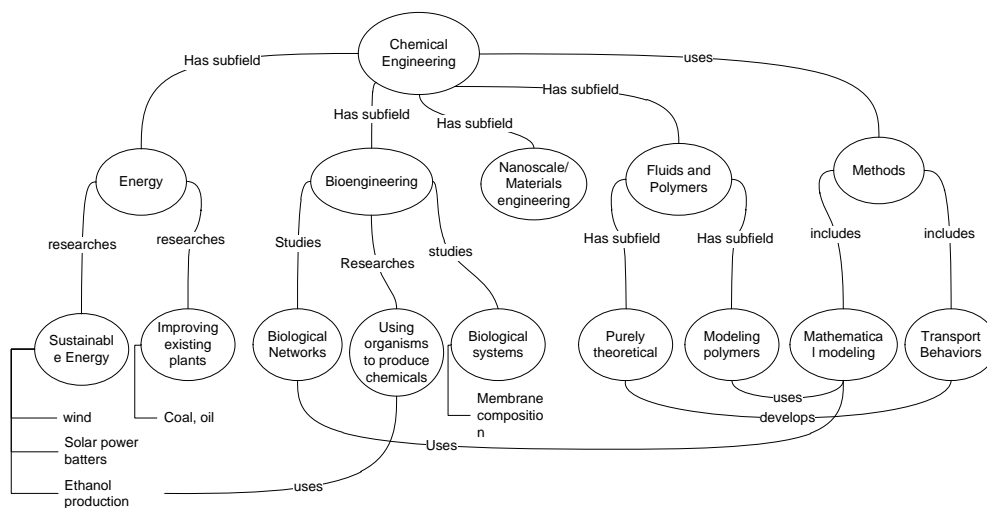 Chemical
Engineering
Has subfield
uses
Has subfield
Has subfield
Has subfield
Energy
Bioengineering
Nanoscale/
Materials
engineering
Fluids and
Polymers
Methods
researches
researches
Studies
Researches
studies
Has subfield
Has subfield
includes
includes
Sustainabl
e Energy
Improving
existing
plants
Biological
Networks
Using
organisms
to produce
chemicals
Biological
systems
Purely
theoretical
Modeling
polymers
Mathematica
l modeling
Transport
Behaviors
wind
Coal, oil
Membrane
compositio
n
uses
develops
Solar power
batters
Uses
Ethanol
production
uses